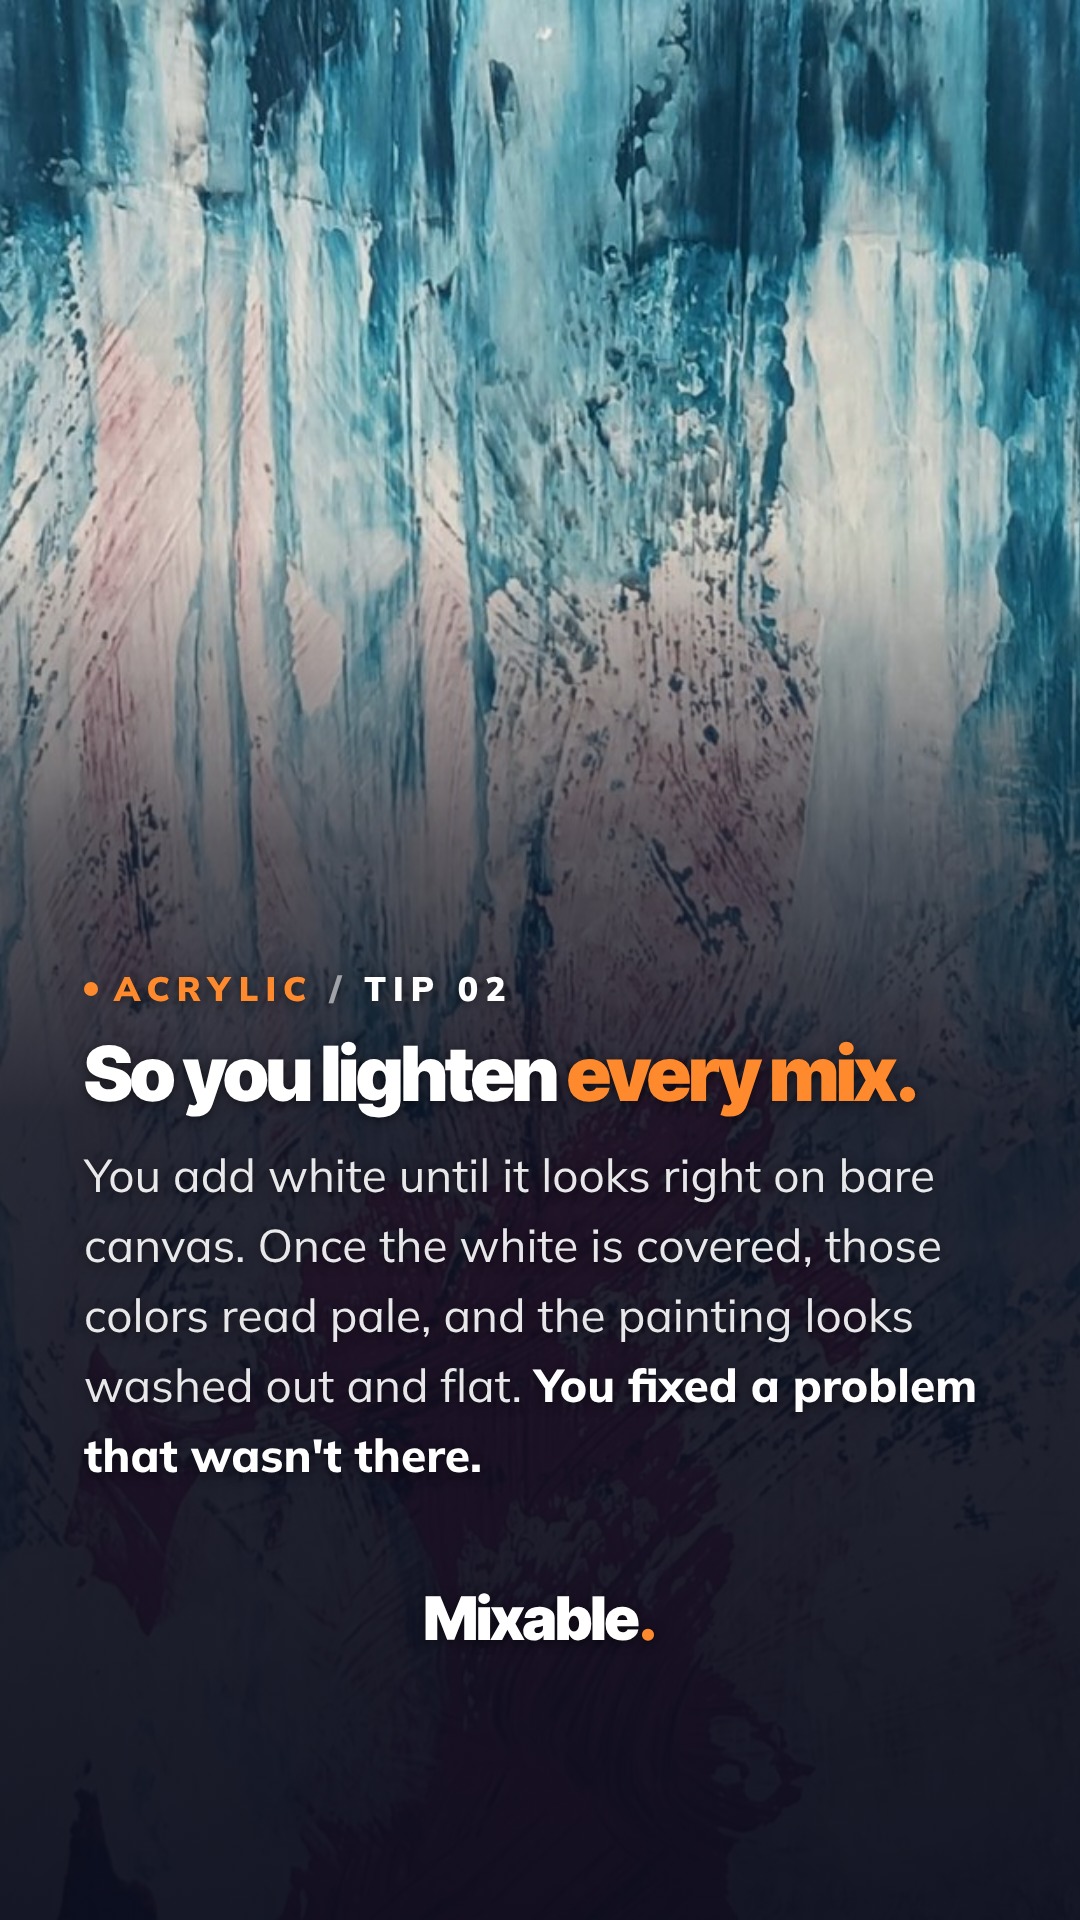 • ACRYLIC / TIP 02
So you lighten every mix.
You add white until it looks right on bare
canvas. Once the white is covered, those
colors read pale, and the painting looks
washed out and flat. You fixed a problem
that wasn't there.
Mixable.